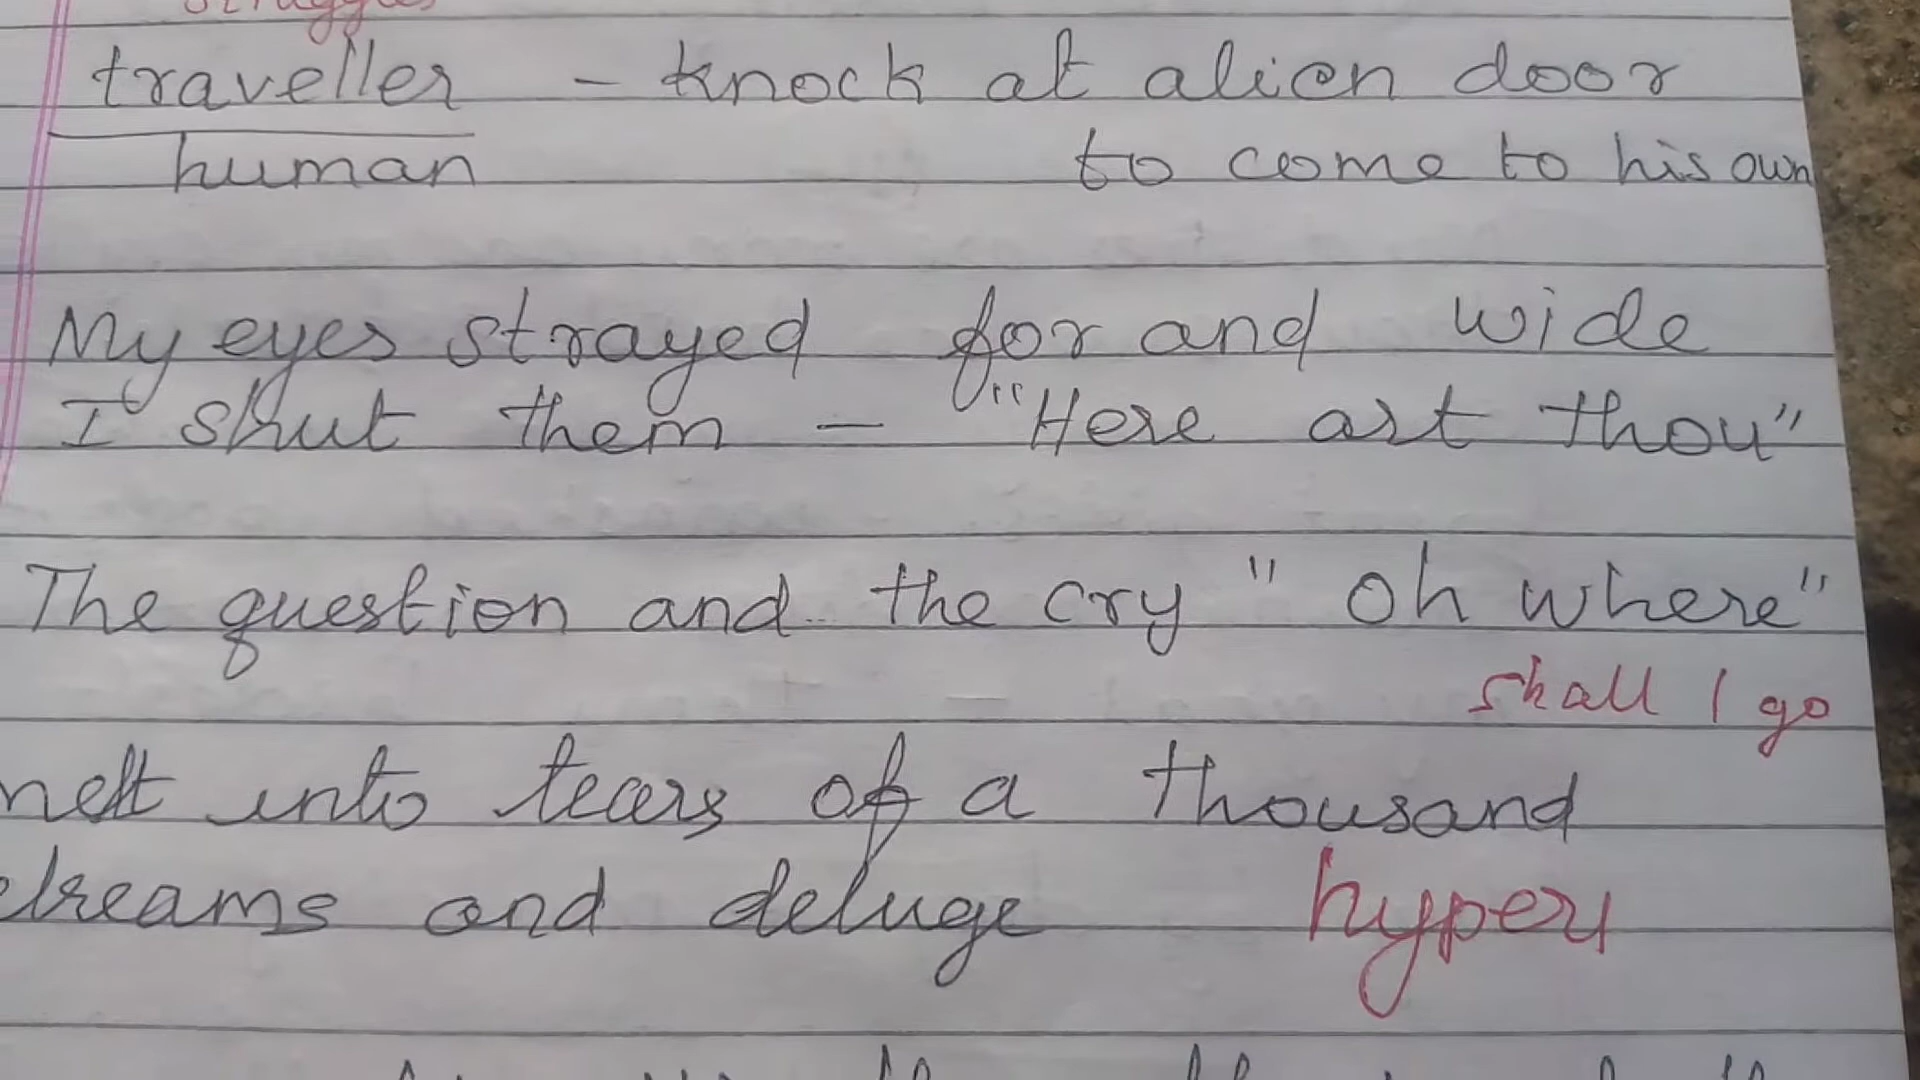 struggles
traveller - knock at alien door
human to come to his own
My eyes strayed for and wide
I shut them - "Here art thou"
The question and the cry "Oh where"
shall I go
melt into tears of a thousand
dreams and deluge hyper